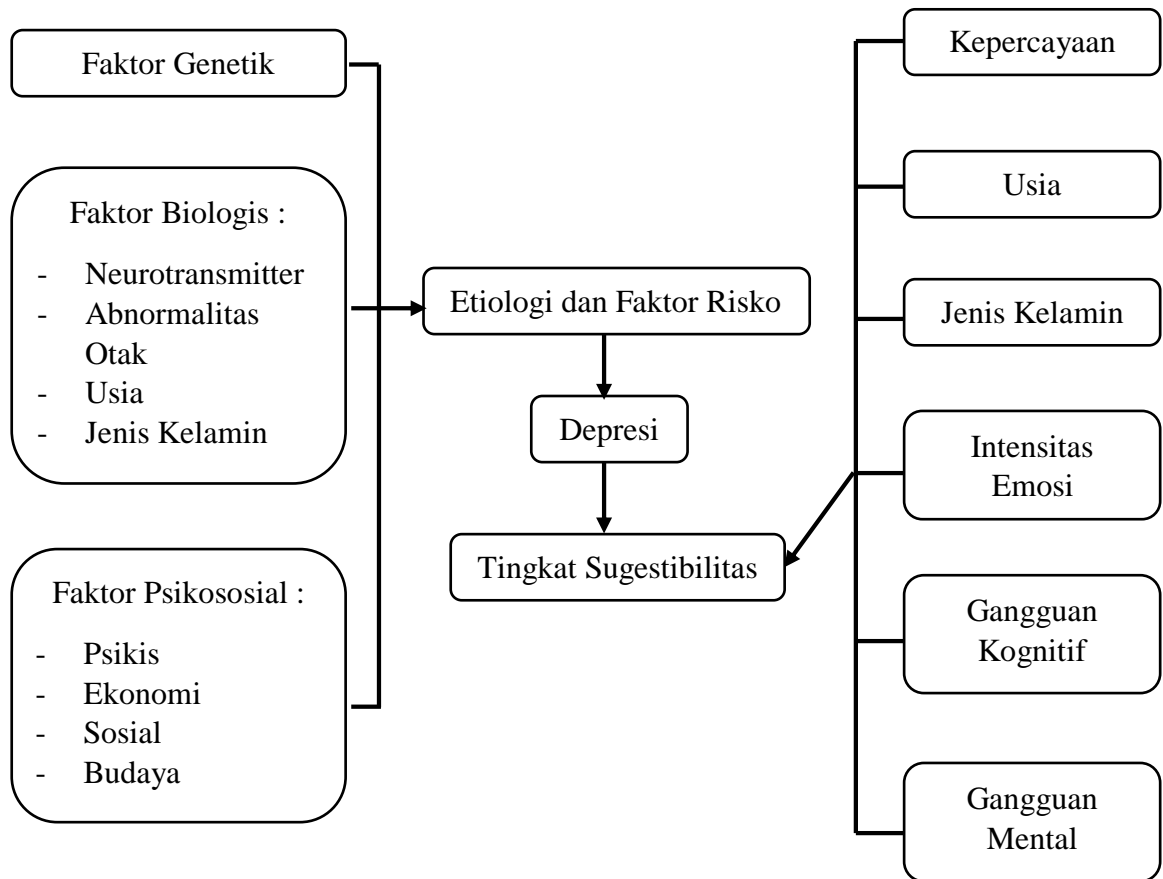 Faktor Genetik
Faktor Biologis :
- Neurotransmitter
- Abnormalitas
Otak
- Usia
- Jenis Kelamin
Faktor Psikososial :
- Psikis
- Ekonomi
- Sosial
- Budaya
Etiologi dan Faktor Risko
Depresi
Tingkat Sugestibilitas
Kepercayaan
Usia
Jenis Kelamin
Intensitas
Emosi
Gangguan
Kognitif
Gangguan
Mental